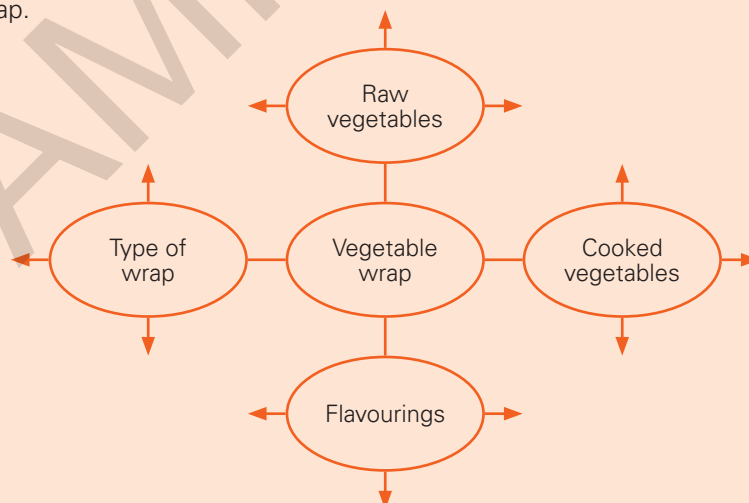 ap.
Raw
vegetables
Type of
wrap
Vegetable
wrap
Cooked
vegetables
Flavourings